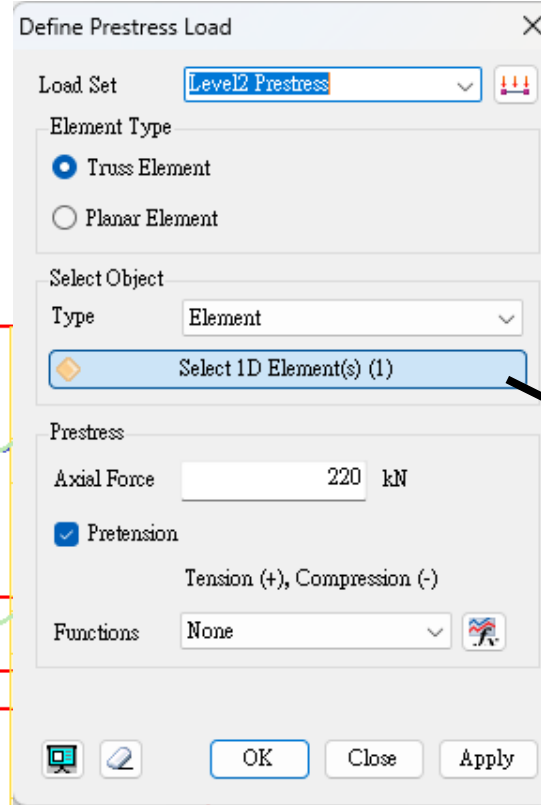 Define Prestress Load
Load Set Level2 Prestress
Element Type
Truss Element
Planar Element
Select Object
Type Element
Select 1D Element(s) (1)
Prestress
Axial Force 220 kN
Pretension
Tension (+), Compression (-)
Functions None
OK Close Apply